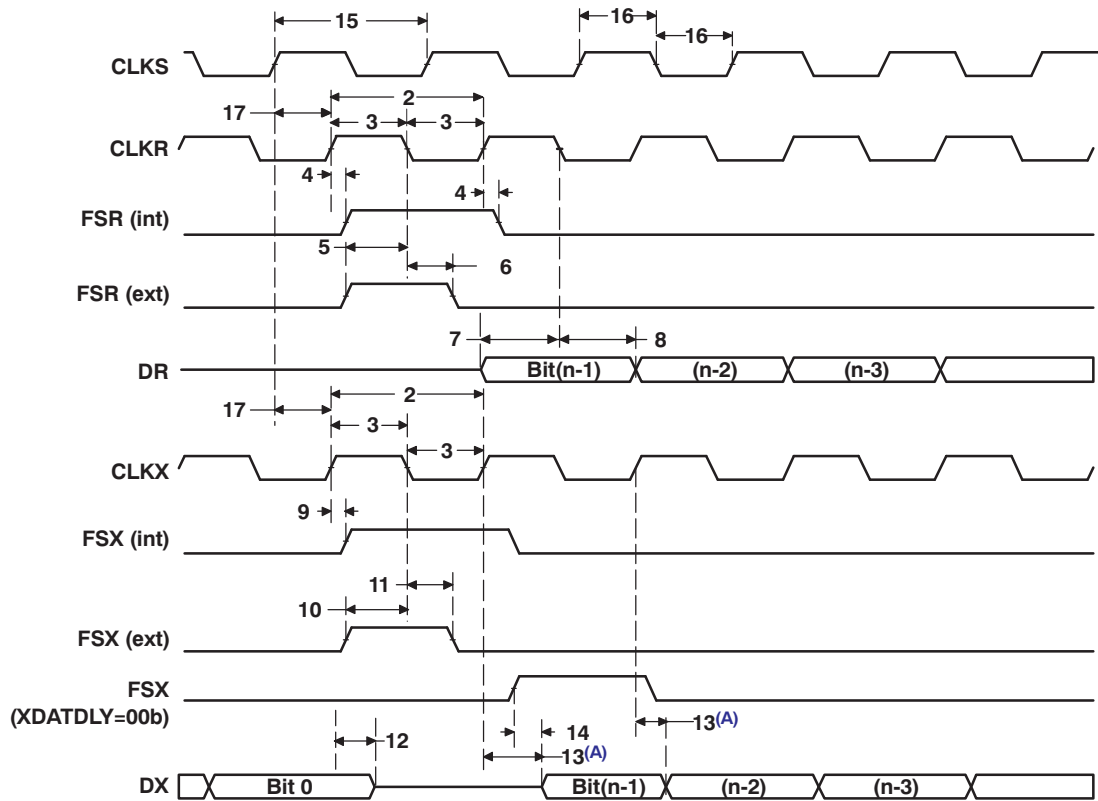 15
16
16
CLKS
17
2
3
3
CLKR
4
4
FSR (int)
5
6
FSR (ext)
7
8
DR
Bit(n-1)
(n-2)
(n-3)
17
2
3
3
CLKX
9
FSX (int)
11
10
FSX (ext)
FSX
(XDATDLY=00b)
13(A)
12
14
13(A)
DX
Bit 0
Bit(n-1)
(n-2)
(n-3)